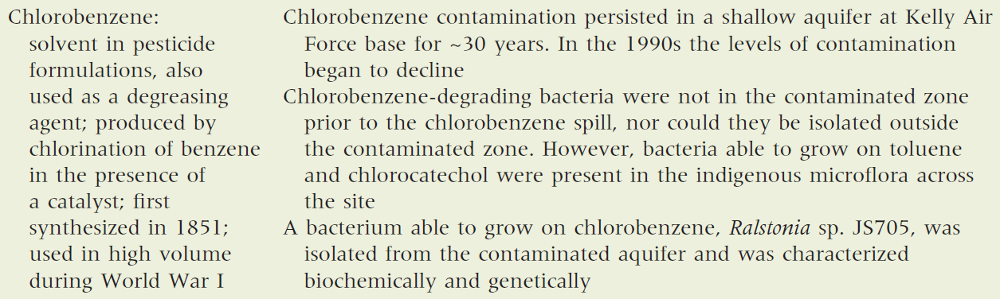 Chlorobenzene:
solvent in pesticide
formulations, also
used as a degreasing
agent; produced by
chlorination of benzene
in the presence of
a catalyst; first
synthesized in 1851;
used in high volume
during World War I
Chlorobenzene contamination persisted in a shallow aquifer at Kelly Air
Force base for ~30 years. In the 1990s the levels of contamination
began to decline
Chlorobenzene-degrading bacteria were not in the contaminated zone
prior to the chlorobenzene spill, nor could they be isolated outside
the contaminated zone. However, bacteria able to grow on toluene
and chlorocatechol were present in the indigenous microflora across
the site
A bacterium able to grow on chlorobenzene, Ralstonia sp. JS705, was
isolated from the contaminated aquifer and was characterized
biochemically and genetically